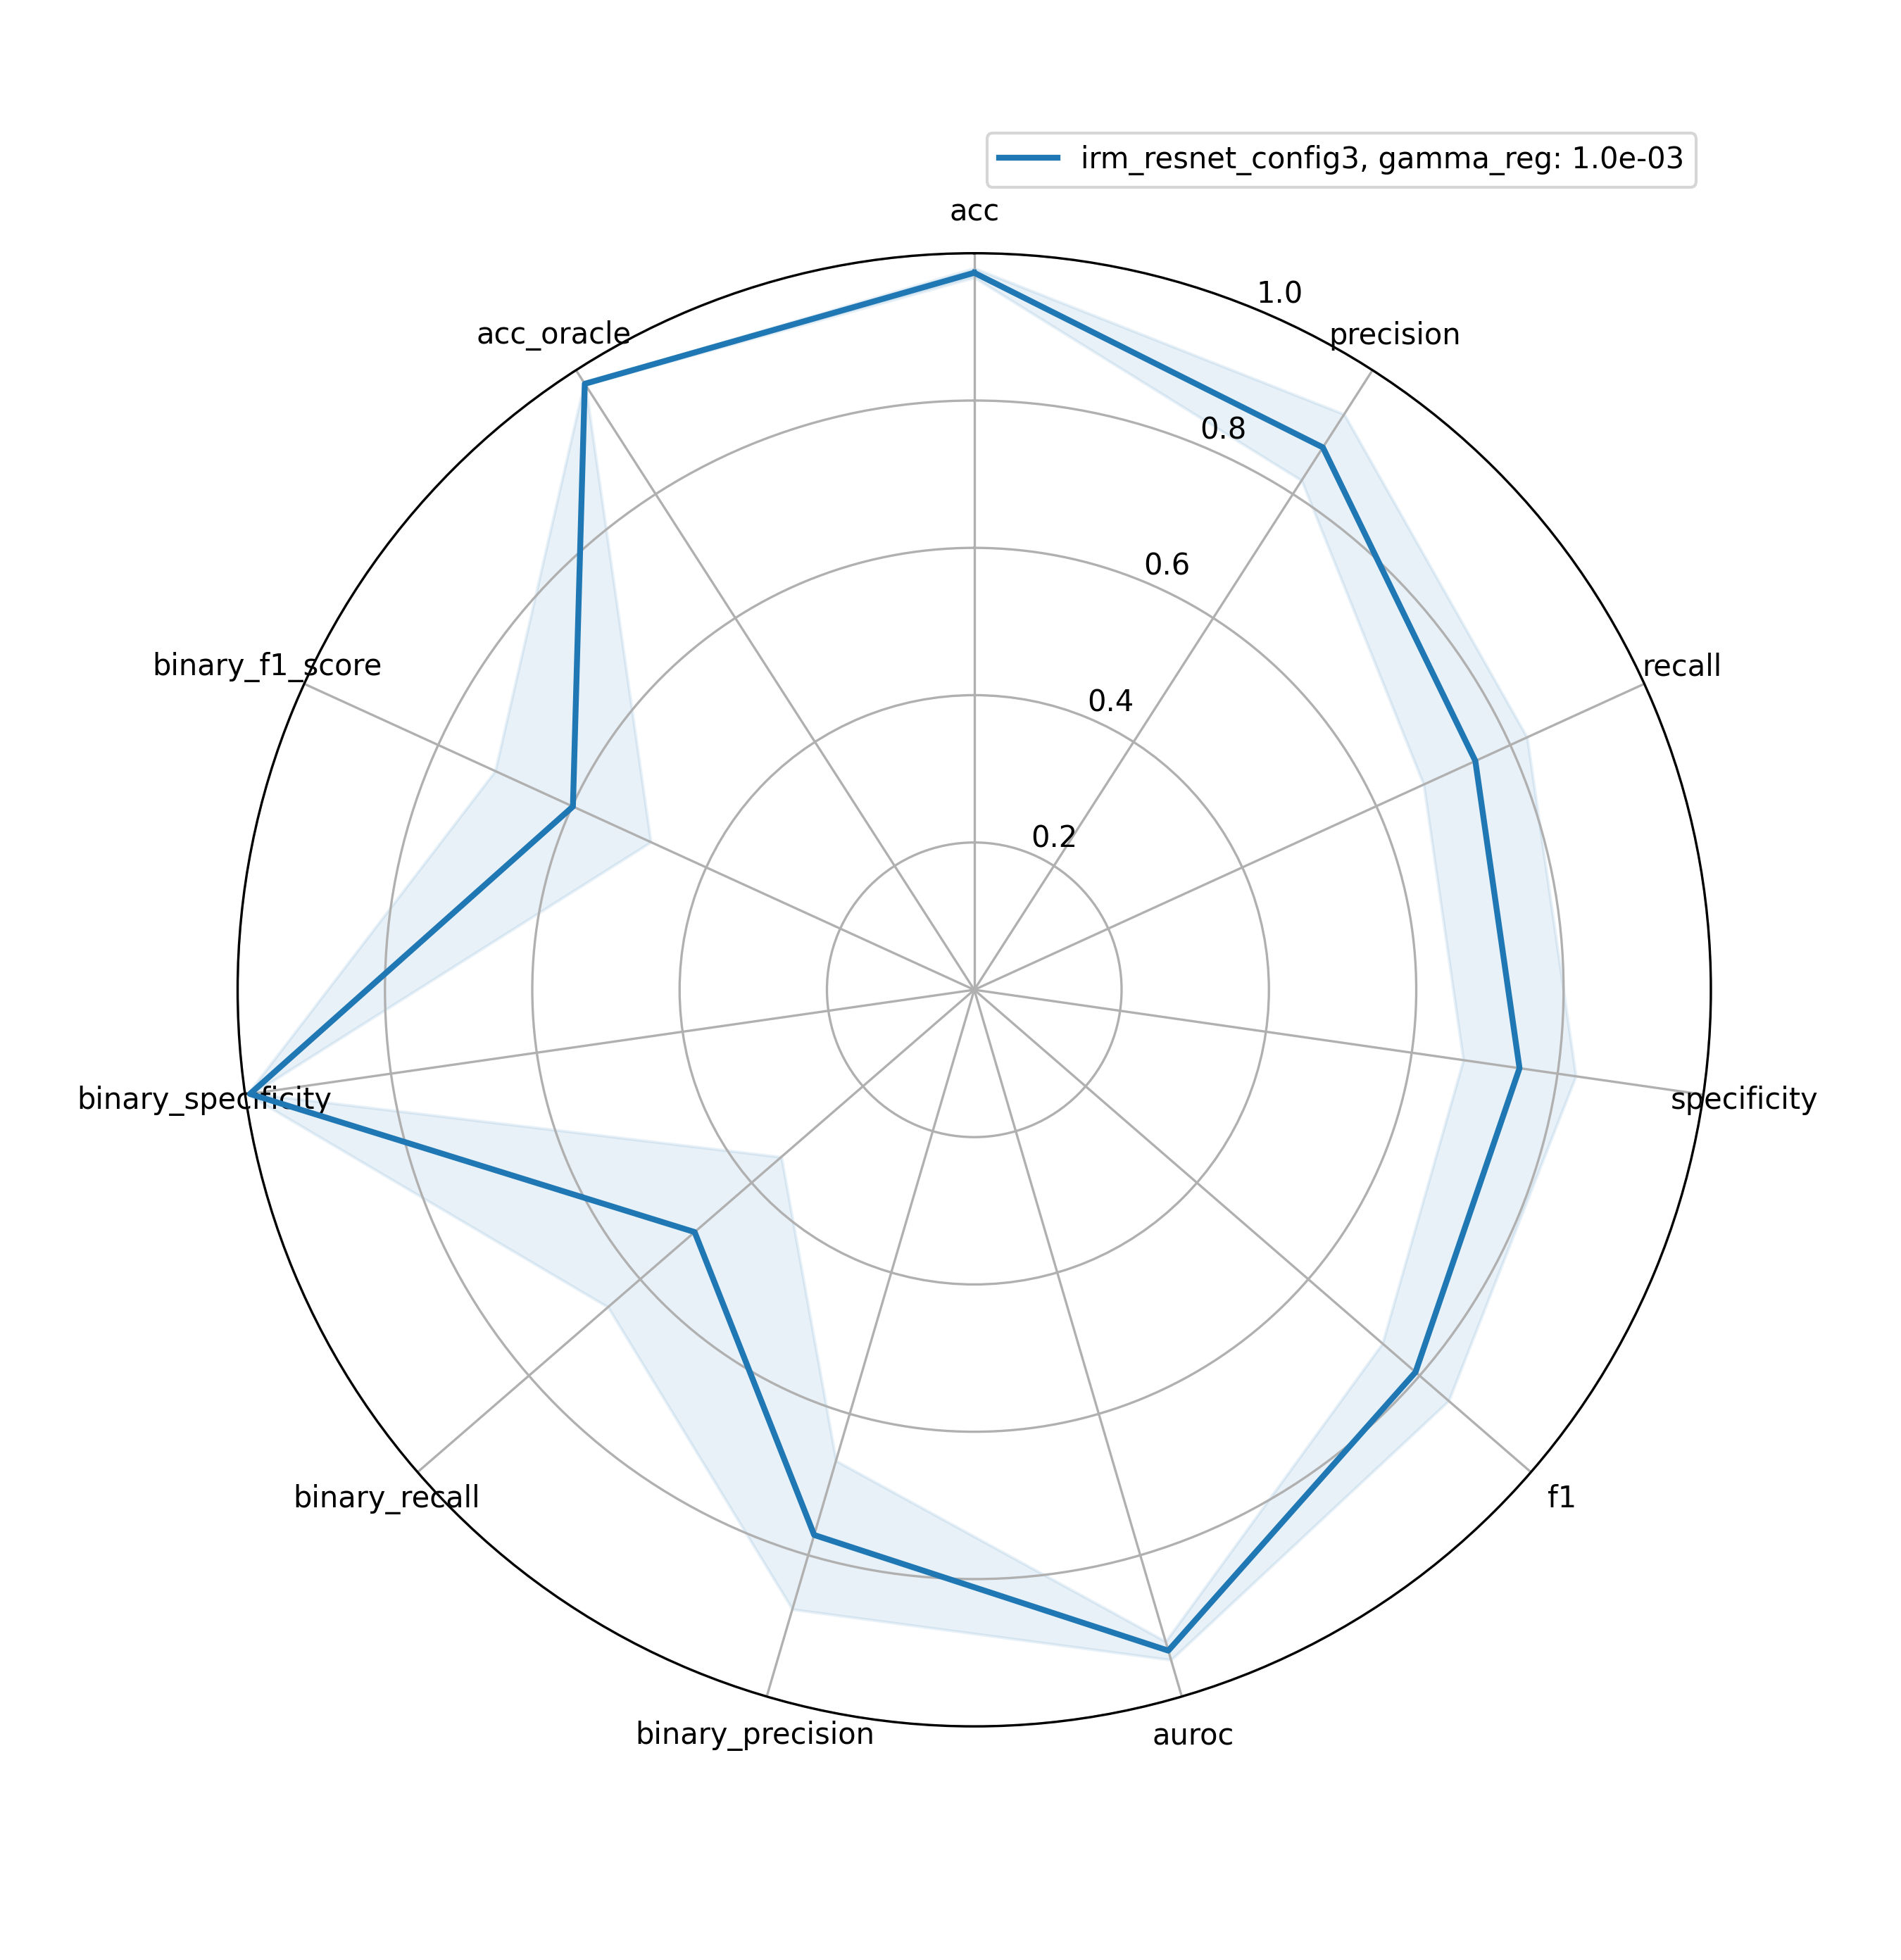 irm_resnet_config3, gamma_reg: 1.0e-03
acc
1.0
acc_oracle
precision
0.8
0.6
binary_f1_score
recall
0.4
0.2
binary_specificity
specificity
binary_recall
f1
binary_precision
auroc